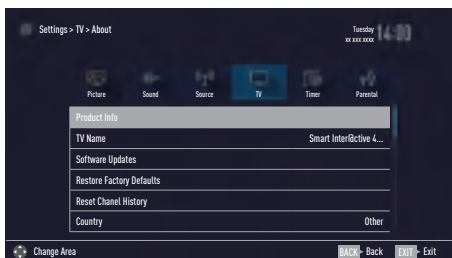 Settings > TV > About
Tuesday
xx xxx xxxx
14:00
Picture Sound Source TV Timer Parental
Product Info
TV Name Smart Inter@ctive 4...
Software Updates
Restore Factory Defaults
Reset Chanel History
Country Other
Change Area BACK Back EXIT Exit